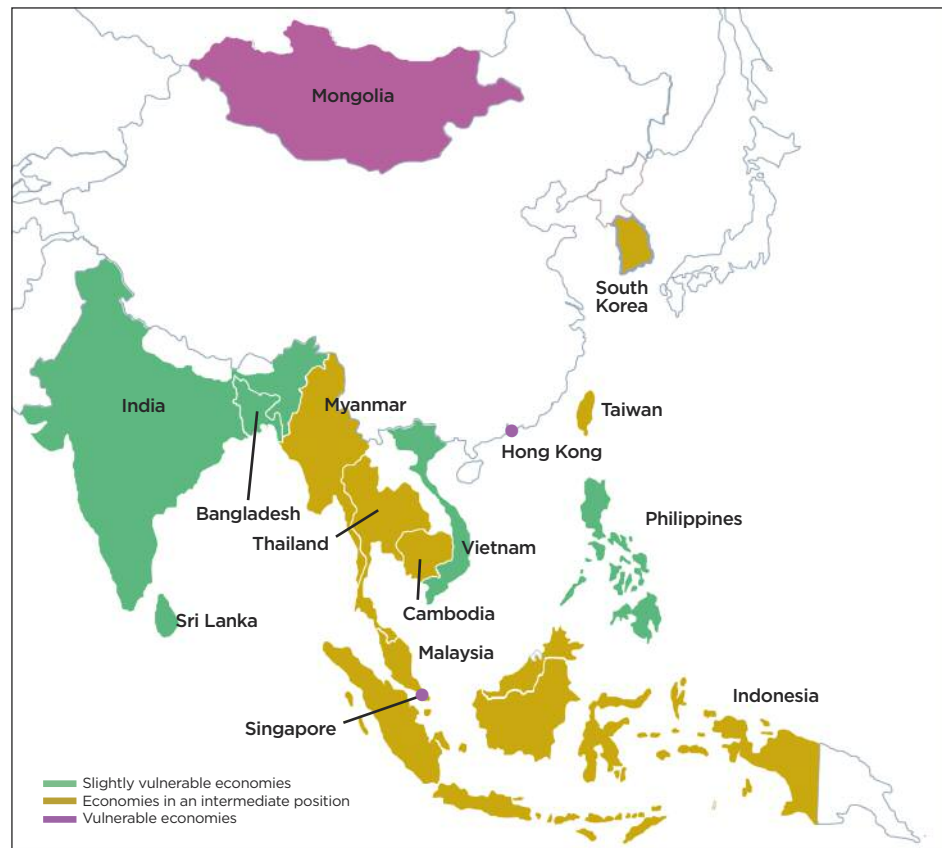 Mongolia
South
Korea
India
Myanmar
Taiwan
Hong Kong
Bangladesh
Philippines
Thailand
Vietnam
Cambodia
Sri Lanka
Malaysia
Indonesia
Singapore
Slightly vulnerable economies
Economies in an intermediate position
Vulnerable economies